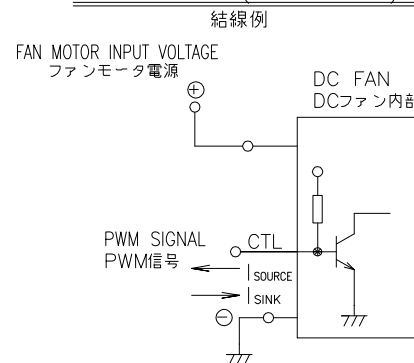 結線例
FAN MOTOR INPUT VOLTAGE
ファンモータ電源
DC FAN
DCファン内部
PWM SIGNAL
PWM信号
CTL
I SOURCE
I SINK